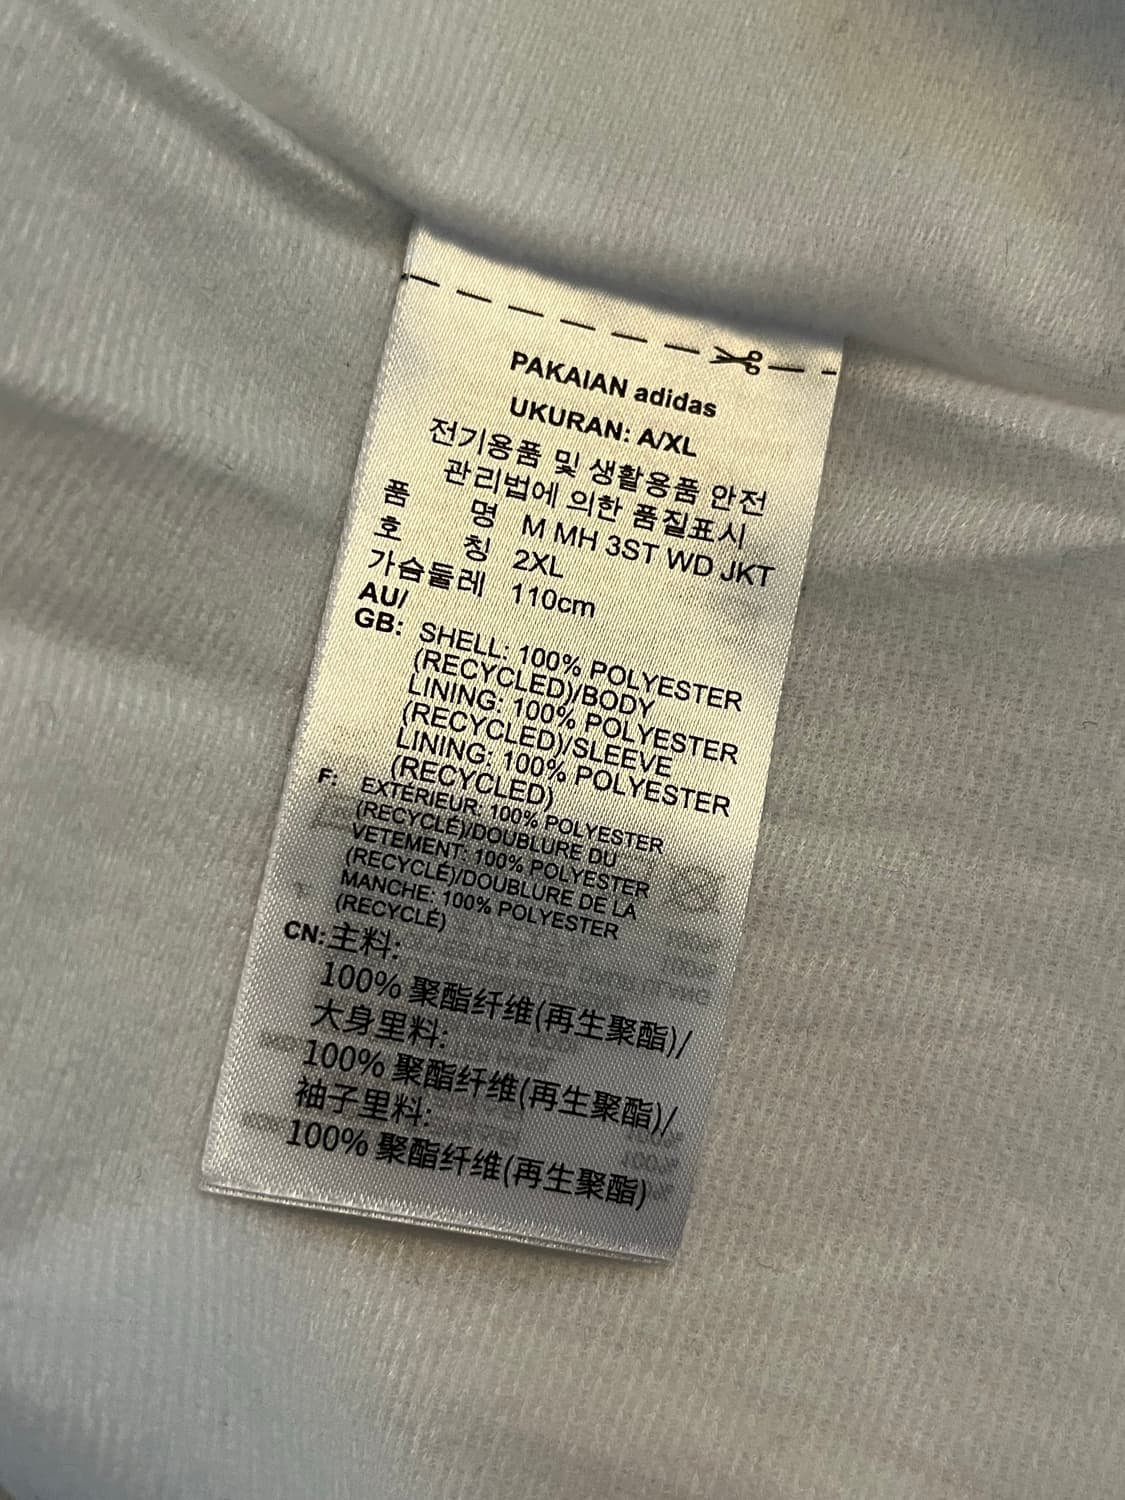 PAKAIAN adidas
UKURAN: A/XL
전기용품 및 생활용품 안전
관리법에 의한 품질표시
품 명 M MH 3ST WD JKT
호 칭 2XL
가슴둘레 110cm
AU/
GB: SHELL: 100% POLYESTER
(RECYCLED)/BODY
LINING: 100% POLYESTER
(RECYCLED)/SLEEVE
LINING: 100% POLYESTER
(RECYCLED)
F: EXTÉRIEUR: 100% POLYESTER
(RECYCLÉ)/DOUBLURE DU
VETEMENT: 100% POLYESTER
(RECYCLÉ)/DOUBLURE DE LA
MANCHE: 100% POLYESTER
(RECYCLÉ)
CN: 主料:
100% 聚酯纤维(再生聚酯)/
大身里料:
100% 聚酯纤维(再生聚酯)/
袖子里料:
100% 聚酯纤维(再生聚酯)